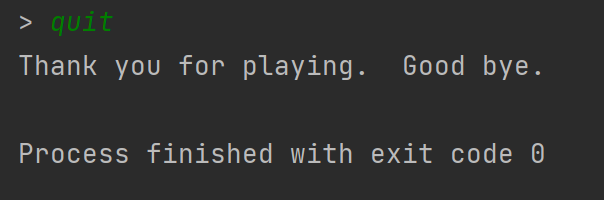 > quit
Thank you for playing.  Good bye.
Process finished with exit code 0